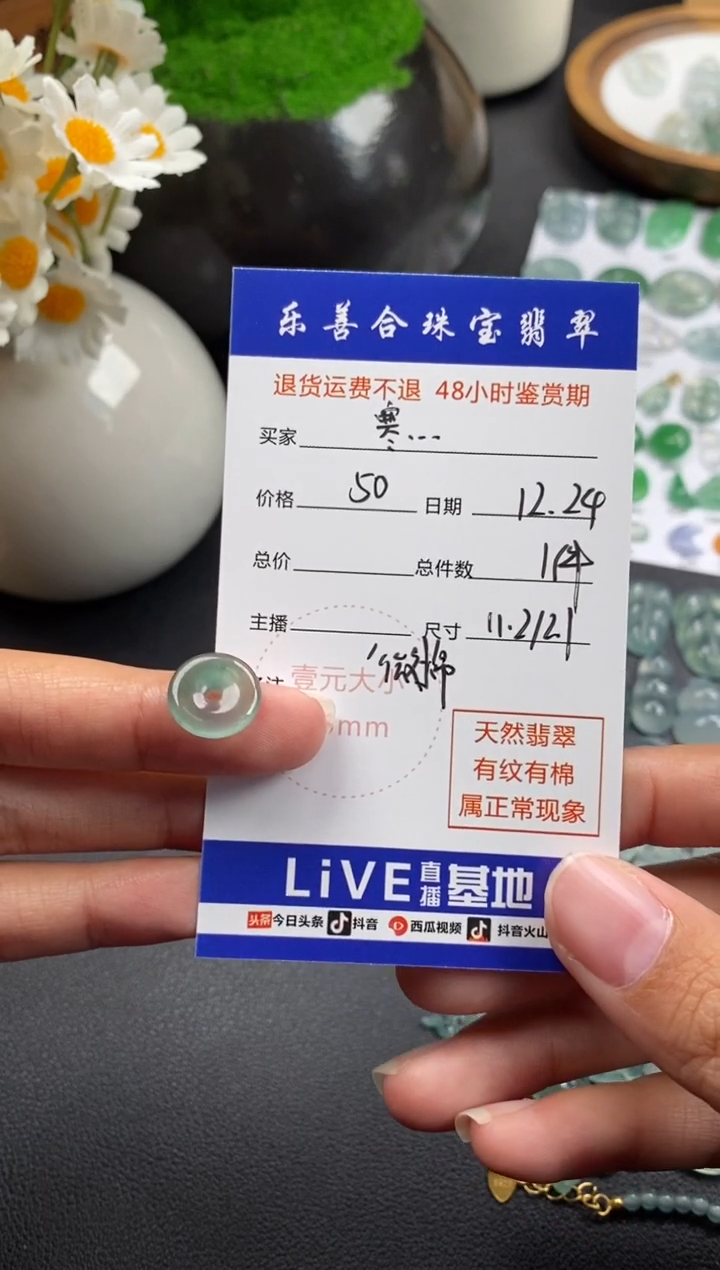 乐善合珠宝翡翠
退货运费不退 48小时鉴赏期
买家 寒...
价格 50 日期 12.24
总价 总件数 1件
主播 尺寸 11.2/2.1
壹元大小
mm
天然翡翠
有纹有棉
属正常现象
LiVE直播基地
头条 今日头条 抖音 西瓜视频 抖音火山